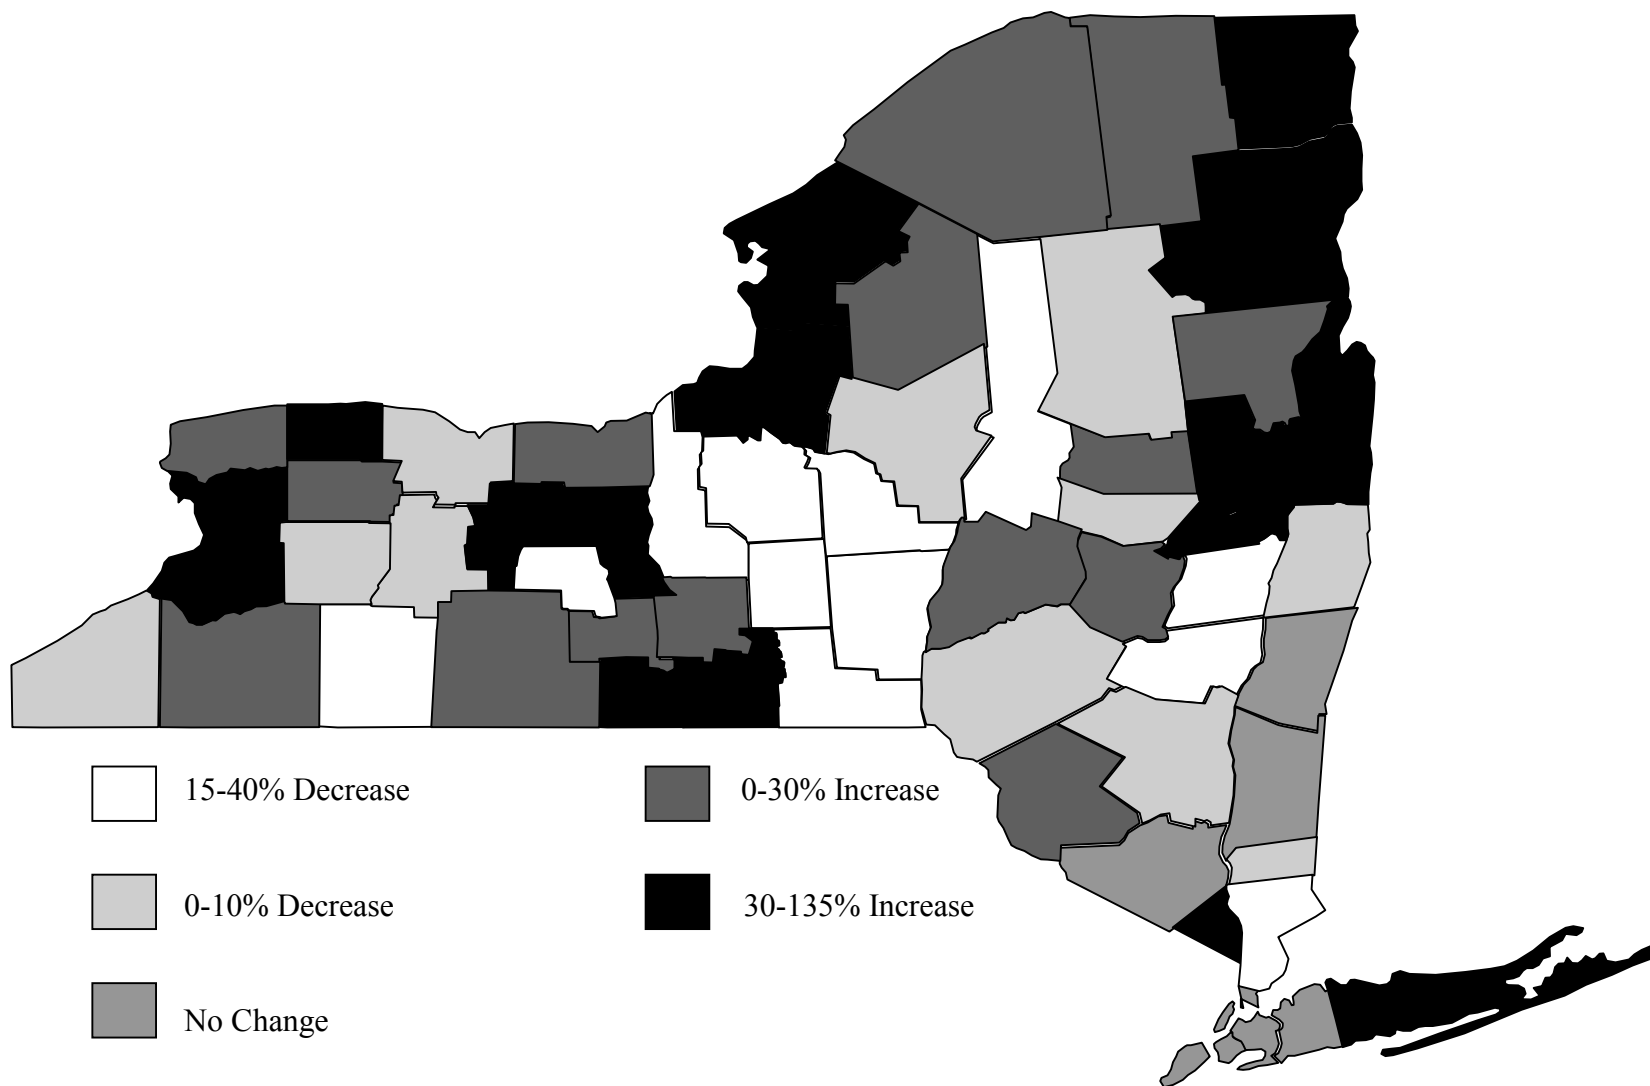 15-40% Decrease
0-30% Increase
0-10% Decrease
30-135% Increase
No Change